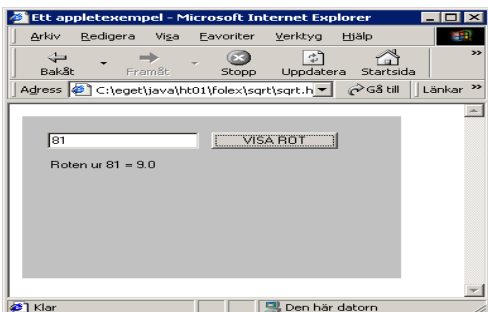 Ett appletexempel - Microsoft Internet Explorer
Arkiv Redigera Visa Favoriter Verktyg Hjälp
Bakåt Framåt Stopp Uppdatera Startsida »
Adress C:\eget\java\ht01\folex\sqrt\sqrt.h Gå till Länkar »
81 VISA ROT
Roten ur 81 = 9.0
Klar Den här datorn